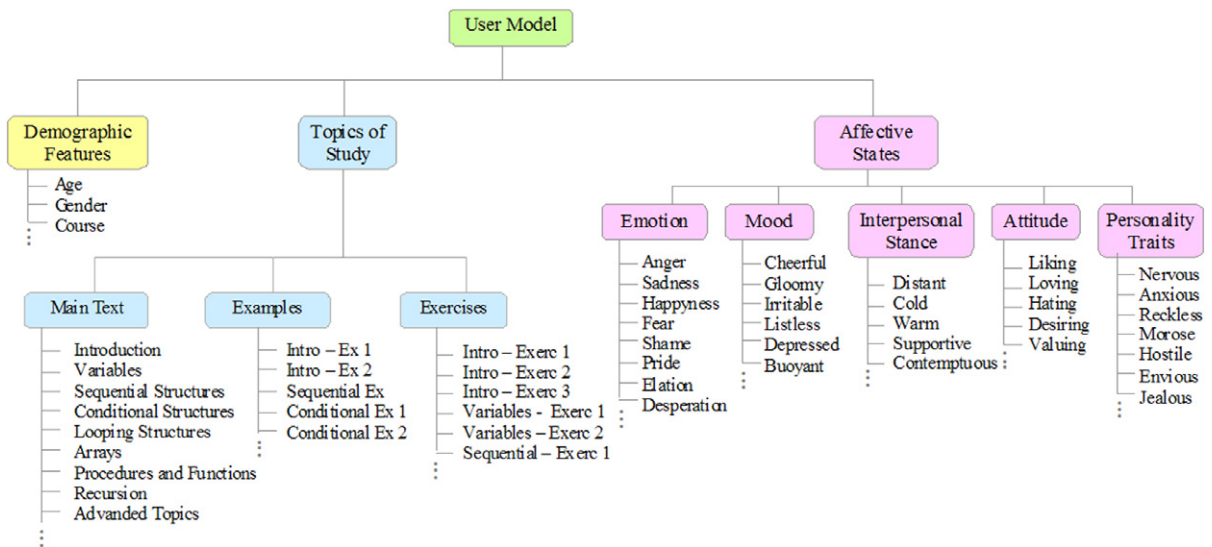 User Model
Demographic
Features
Age
Gender
Course
Topics of
Study
Main Text
Introduction
Variables
Sequential Structures
Conditional Structures
Looping Structures
Arrays
Procedures and Functions
Recursion
Advanded Topics
Examples
Intro – Ex 1
Intro – Ex 2
Sequential Ex
Conditional Ex 1
Conditional Ex 2
Exercises
Intro – Exerc 1
Intro – Exerc 2
Intro – Exerc 3
Variables - Exerc 1
Variables – Exerc 2
Sequential – Exerc 1
Affective
States
Emotion
Anger
Sadness
Happyness
Fear
Shame
Pride
Elation
Desperation
Mood
Cheerful
Gloomy
Irritable
Listless
Depressed
Buoyant
Interpersonal
Stance
Distant
Cold
Warm
Supportive
Contemptuous
Attitude
Liking
Loving
Hating
Desiring
Valuing
Personality
Traits
Nervous
Anxious
Reckless
Morose
Hostile
Envious
Jealous